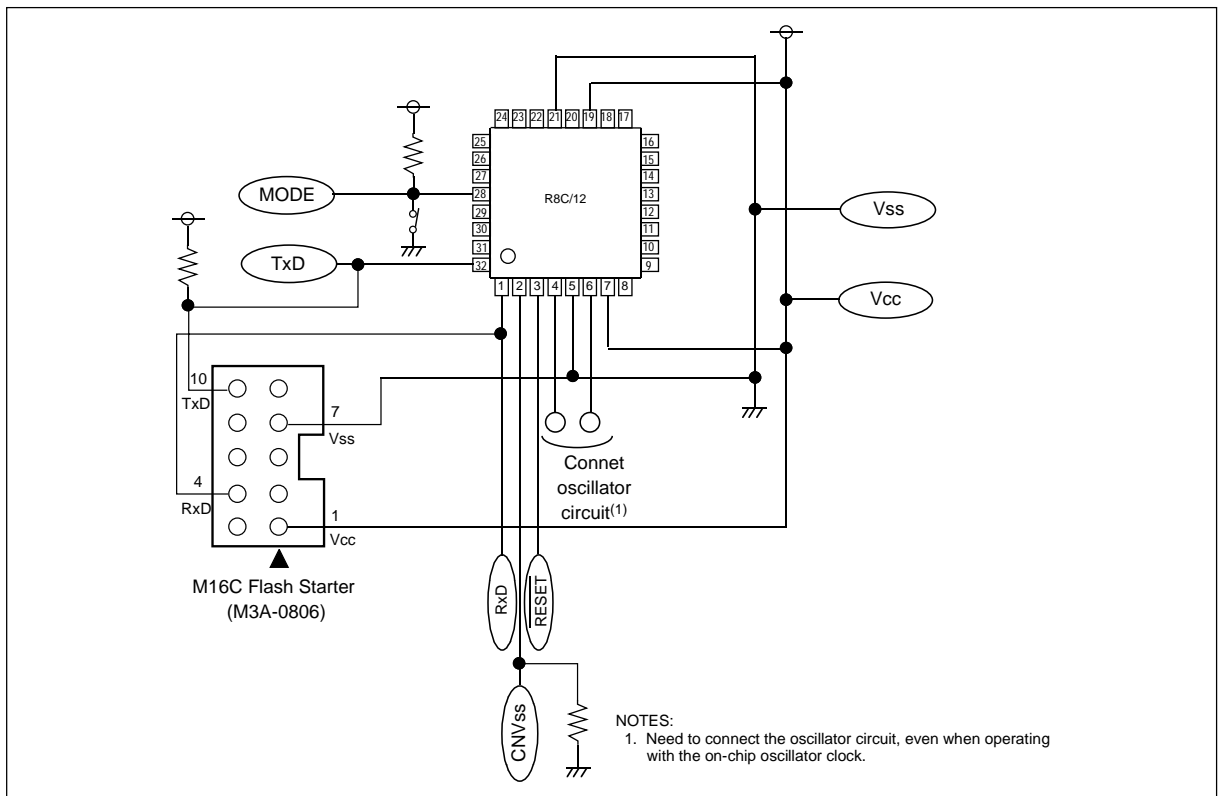 24 23 22 21 20 19 18 17
25
26
27
28
29
30
31
32
16
15
14
13
12
11
10
9
R8C/12
1 2 3 4 5 6 7 8
MODE
TxD
Vss
Vcc
10
TxD
7
Vss
4
RxD
1
Vcc
Connet
oscillator
circuit(1)
M16C Flash Starter
(M3A-0806)
RxD
RESET
CNVss
NOTES:
1. Need to connect the oscillator circuit, even when operating
with the on-chip oscillator clock.